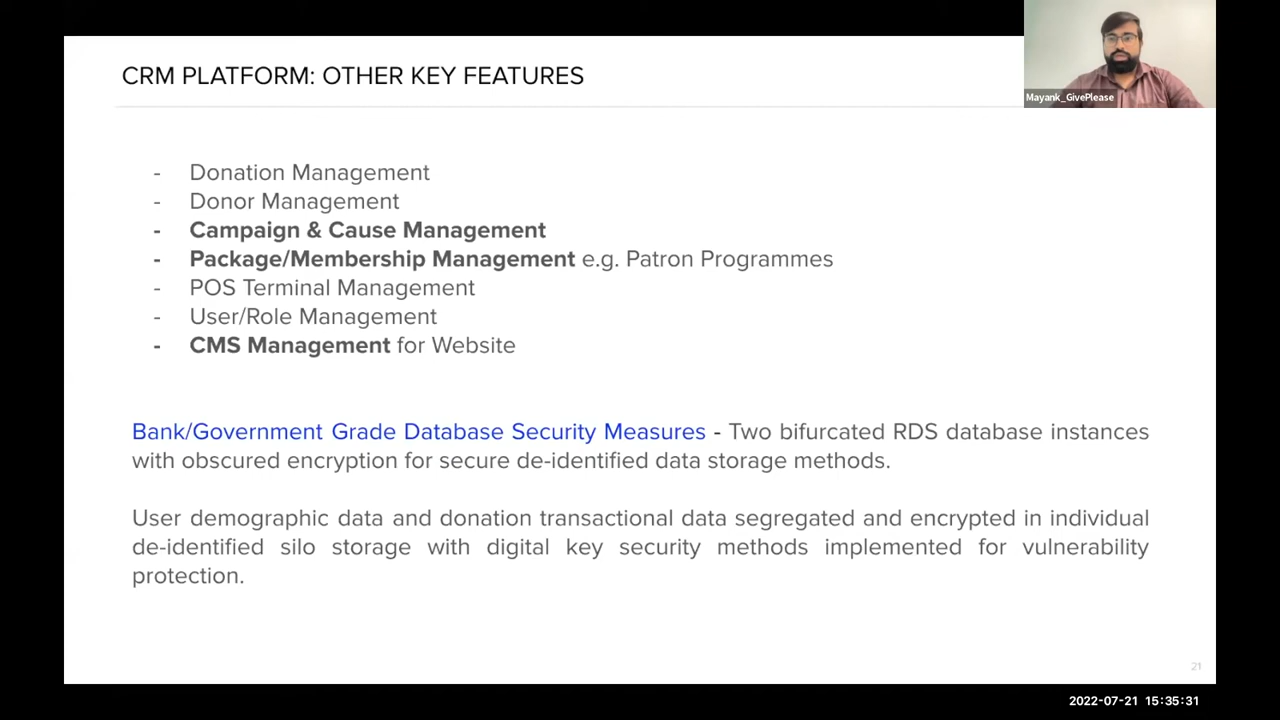 CRM PLATFORM: OTHER KEY FEATURES
Mayank_GivePlease
- Donation Management
- Donor Management
- Campaign & Cause Management
- Package/Membership Management e.g. Patron Programmes
- POS Terminal Management
- User/Role Management
- CMS Management for Website
Bank/Government Grade Database Security Measures - Two bifurcated RDS database instances
with obscured encryption for secure de-identified data storage methods.
User demographic data and donation transactional data segregated and encrypted in individual
de-identified silo storage with digital key security methods implemented for vulnerability
protection.
21
2022-07-21 15:35:31